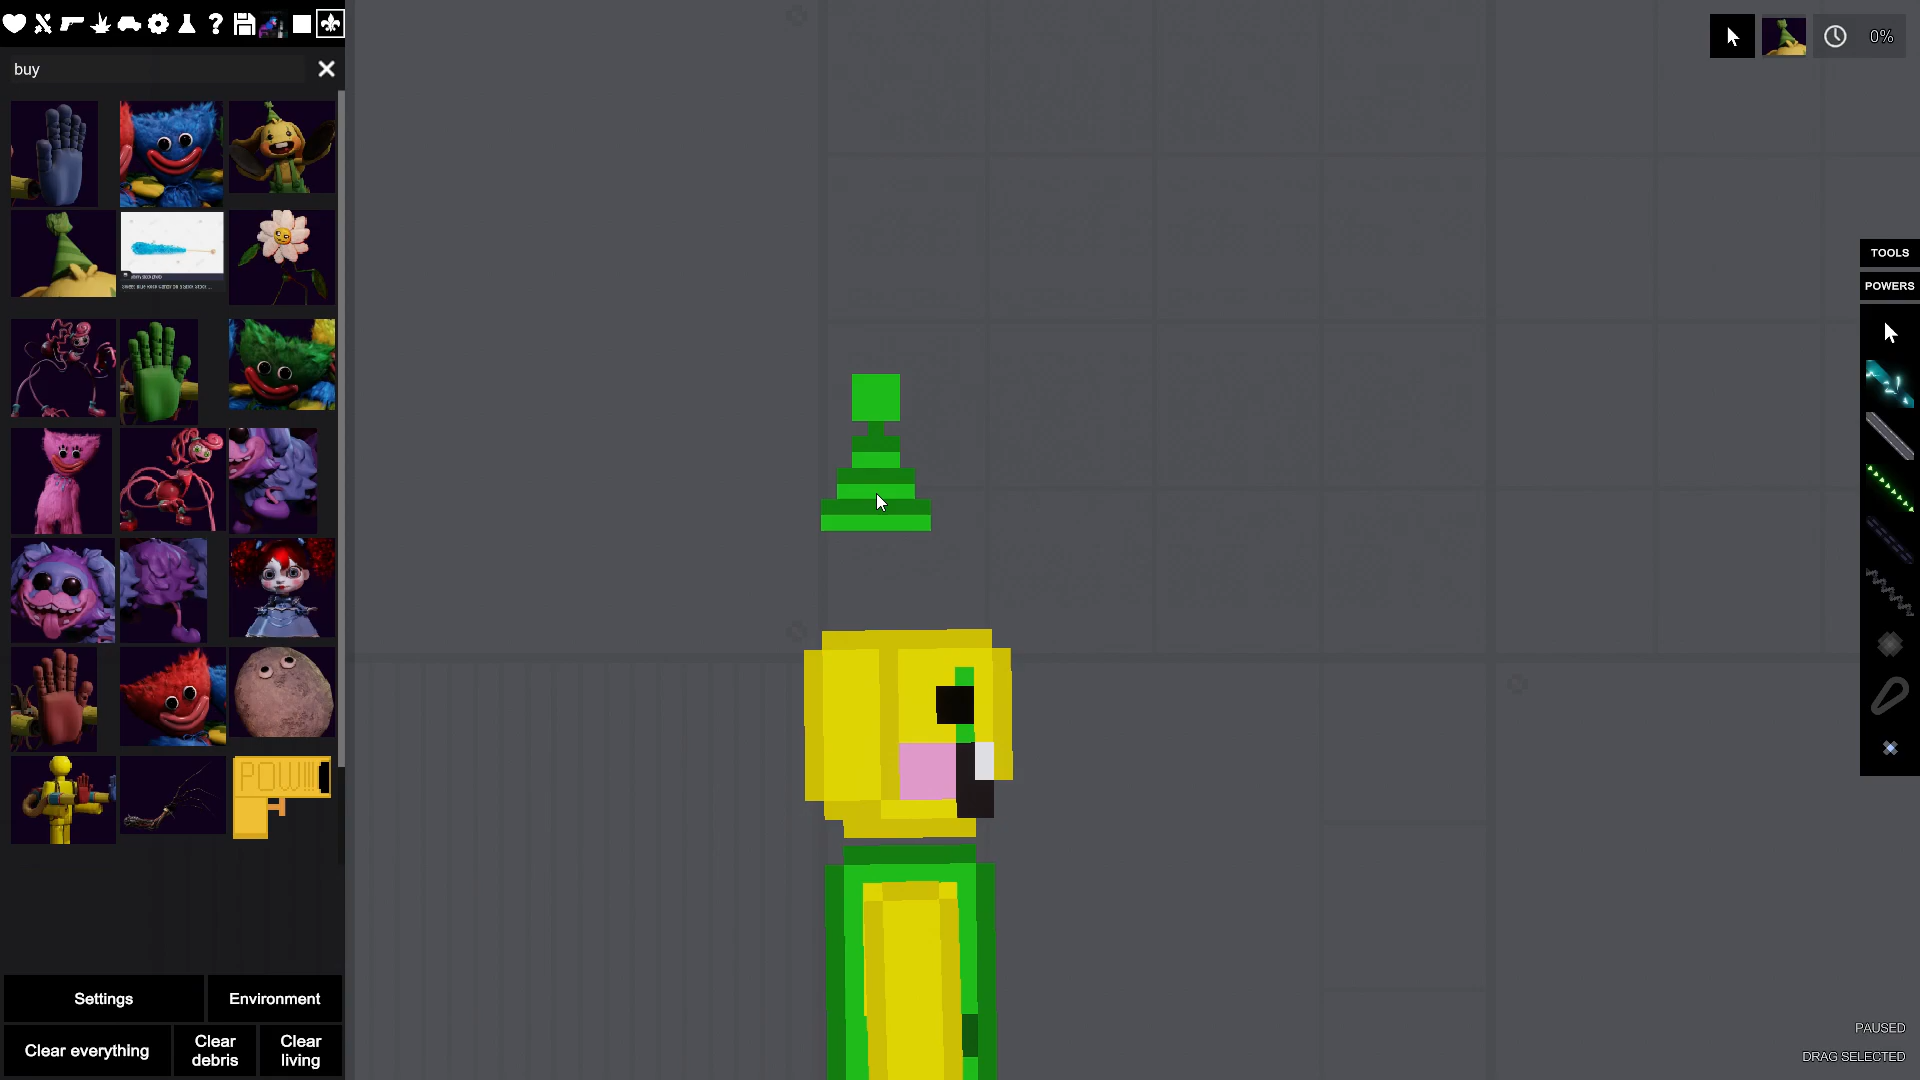 buy
0%
TOOLS
POWERS
POW!!!
Settings
Environment
Clear everything
Clear debris
Clear living
PAUSED
DRAG SELECTED